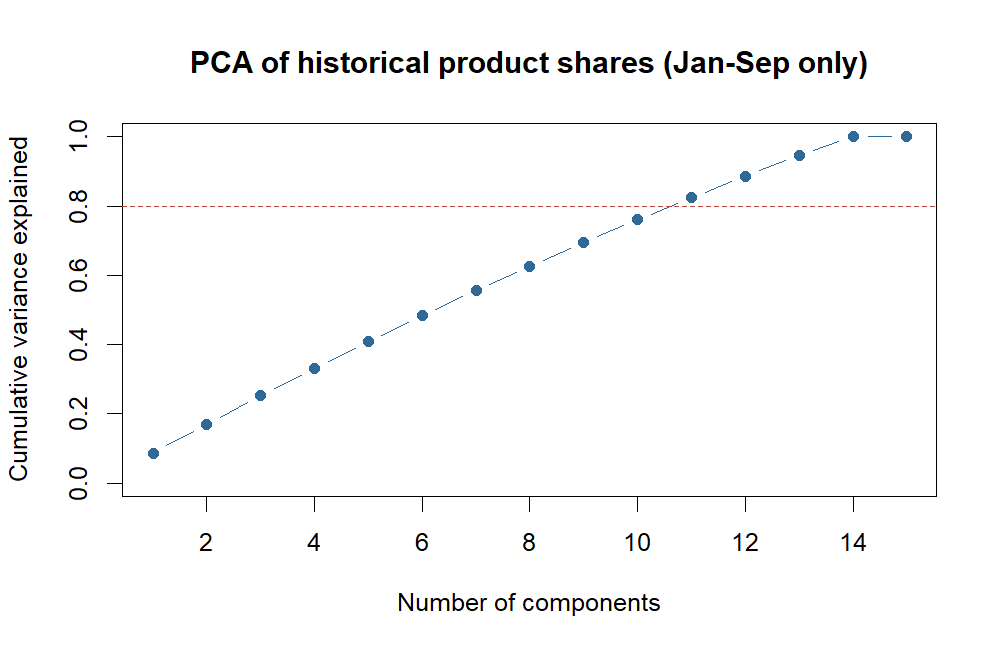 PCA of historical product shares (Jan-Sep only)
Cumulative variance explained
1.0
0.8
0.6
0.4
0.2
0.0
2 4 6 8 10 12 14
Number of components